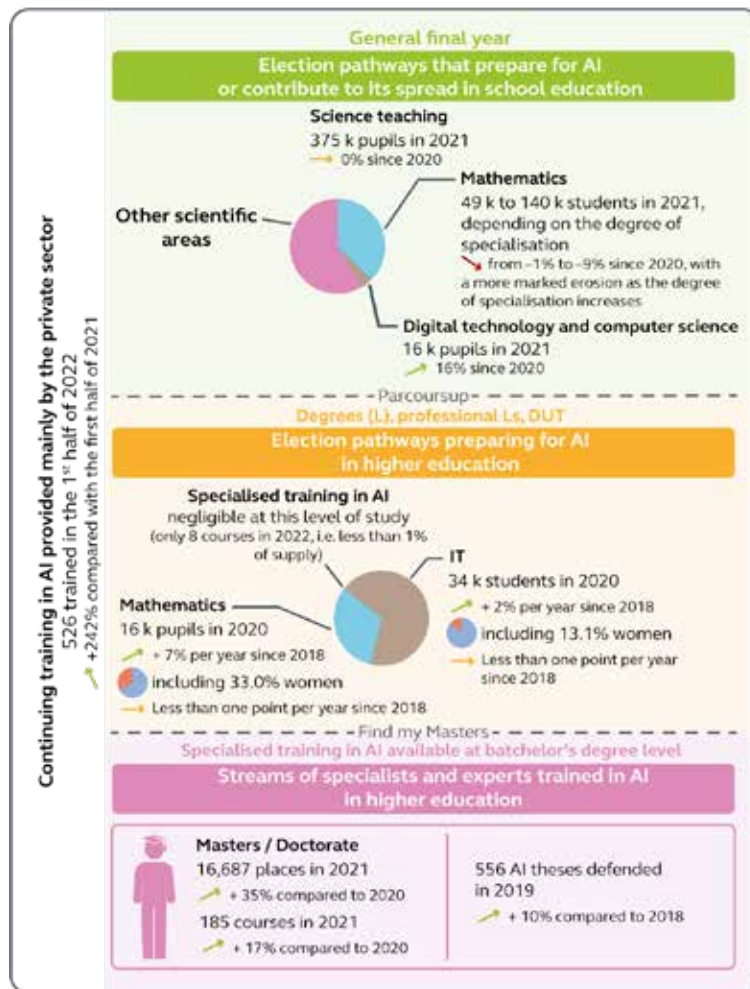 Continuing training in AI provided mainly by the private sector
526 trained in the 1st half of 2022
+242% compared with the first half of 2021
General final year
Election pathways that prepare for AI
or contribute to its spread in school education
Science teaching
375 k pupils in 2021
0% since 2020
Mathematics
49 k to 140 k students in 2021,
depending on the degree of
specialisation
from –1% to –9% since 2020, with
a more marked erosion as the degree
of specialisation increases
Other scientific
areas
Digital technology and computer science
16 k pupils in 2021
16% since 2020
Parcoursup
Degrees (L), professional Ls, DUT
Election pathways preparing for AI
in higher education
Specialised training in AI
negligible at this level of study
(only 8 courses in 2022, i.e. less than 1%
of supply)
IT
34 k students in 2020
+ 2% per year since 2018
including 13.1% women
Less than one point per year
since 2018
Mathematics
16 k pupils in 2020
+ 7% per year since 2018
including 33.0% women
Less than one point per year since 2018
Find my Masters
Specialised training in AI available at batchelor's degree level
Streams of specialists and experts trained in AI
in higher education
Masters / Doctorate
16,687 places in 2021
+ 35% compared to 2020
185 courses in 2021
+ 17% compared to 2020
556 AI theses defended
in 2019
+ 10% compared to 2018